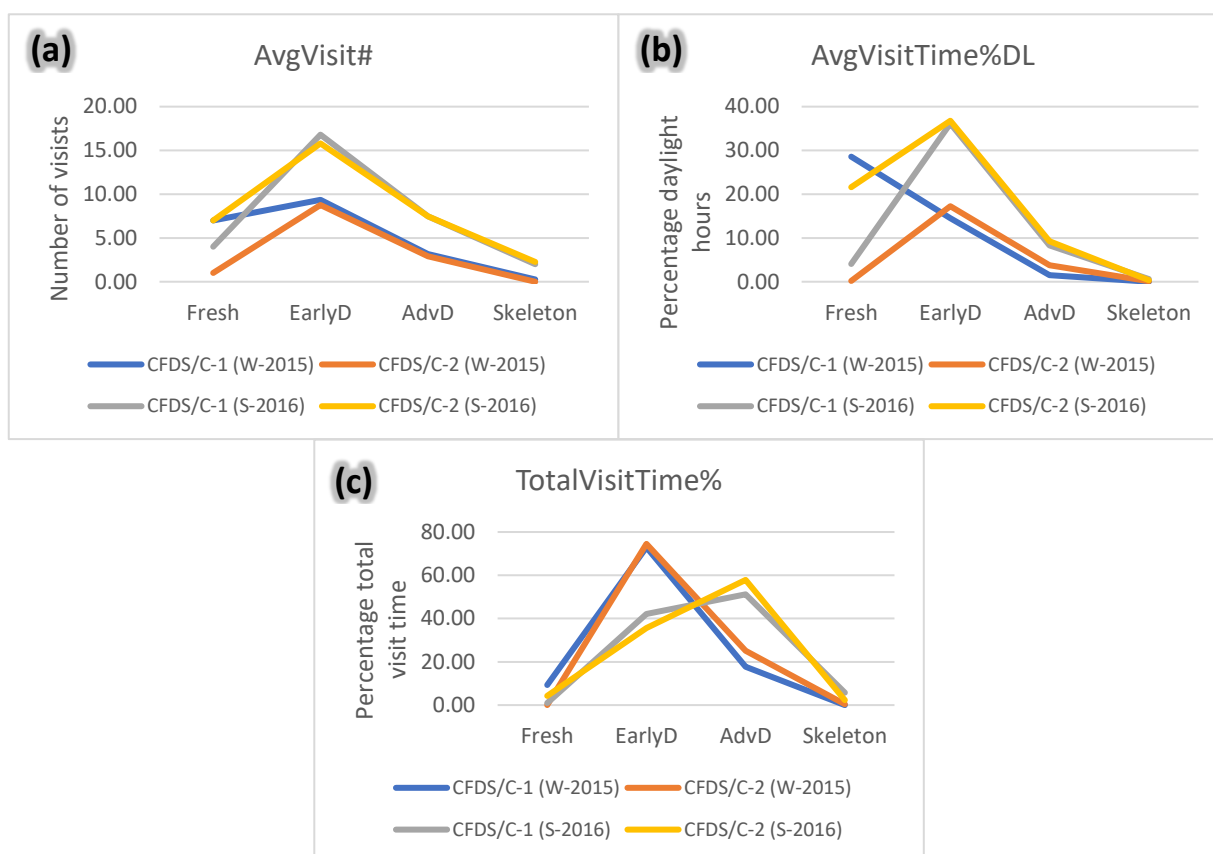 (a)
AvgVisit#
Number of visists
20.00
15.00
10.00
5.00
0.00
Fresh EarlyD AdvD Skeleton
CFDS/C-1 (W-2015) CFDS/C-2 (W-2015)
CFDS/C-1 (S-2016) CFDS/C-2 (S-2016)
(b)
AvgVisitTime%DL
Percentage daylight
hours
40.00
30.00
20.00
10.00
0.00
Fresh EarlyD AdvD Skeleton
CFDS/C-1 (W-2015) CFDS/C-2 (W-2015)
CFDS/C-1 (S-2016) CFDS/C-2 (S-2016)
(c)
TotalVisitTime%
Percentage total
visit time
80.00
60.00
40.00
20.00
0.00
Fresh EarlyD AdvD Skeleton
CFDS/C-1 (W-2015) CFDS/C-2 (W-2015)
CFDS/C-1 (S-2016) CFDS/C-2 (S-2016)